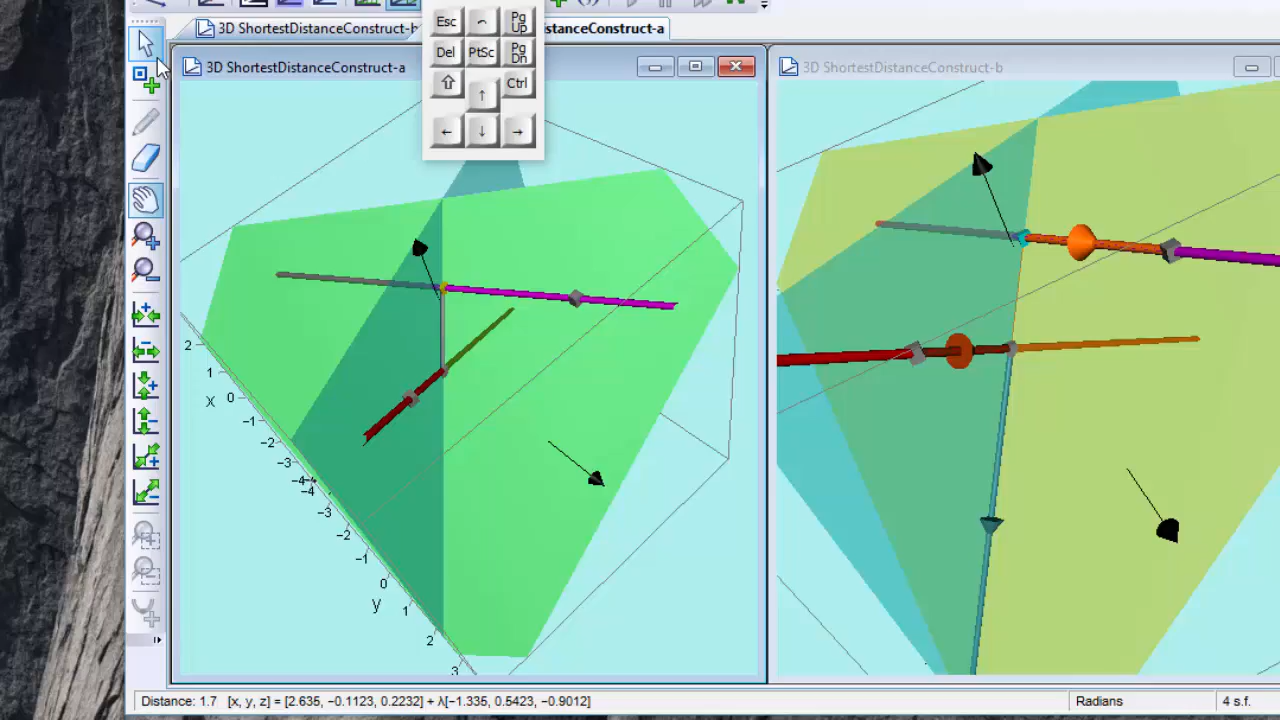 Esc Pg Up
Del PtSc Pg Dn
Ctrl
3D ShortestDistanceConstruct-b
stanceConstruct-a
3D ShortestDistanceConstruct-a
3D ShortestDistanceConstruct-b
2
1
x 0
−1
−2
−3
−4
−4
−3
−2
−1
0
y 1
2
3
Distance: 1.7 [x, y, z] = [2.635, −0.1123, 0.2232] + λ[−1.335, 0.5423, −0.9012]
Radians
4 s.f.